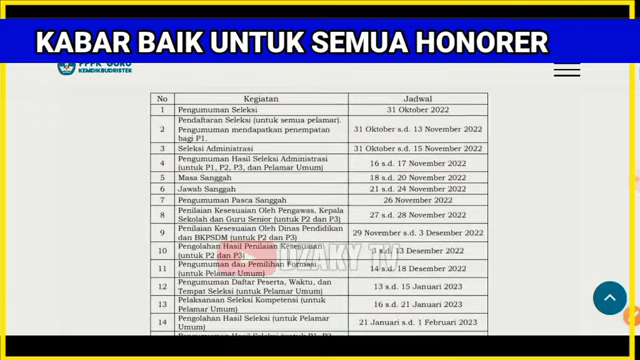 KABAR BAIK UNTUK SEMUA HONORER
PPPK GURU
KEMDIKBUDRISTEK
No Kegiatan Jadwal
1 Pengumuman Seleksi 31 Oktober 2022
2 Pendaftaran Seleksi (untuk semua pelamar).
Pengumuman mendapatkan penempatan
bagi P1. 31 Oktober s.d. 13 November 2022
3 Seleksi Administrasi 31 Oktober s.d. 15 November 2022
4 Pengumuman Hasil Seleksi Administrasi
(untuk P1, P2, P3, dan Pelamar Umum) 16 s.d. 17 November 2022
5 Masa Sanggah 18 s.d. 20 November 2022
6 Jawab Sanggah 21 s.d. 24 November 2022
7 Pengumuman Pasca Sanggah 26 November 2022
8 Penilaian Kesesuaian Oleh Pengawas, Kepala
Sekolah dan Guru Senior (untuk P2 dan P3) 27 s.d. 28 November 2022
9 Penilaian Kesesuaian Oleh Dinas Pendidikan
dan BKPSDM (untuk P2 dan P3) 29 November s.d. 3 Desember 2022
10 Pengolahan Hasil Penilaian Kesesuaian
(untuk P2 dan P3) 3 s.d. 13 Desember 2022
DZAKY TV
11 Pengumuman dan Pemilihan Formasi
(untuk Pelamar Umum) 14 s.d. 18 Desember 2022
12 Pengumuman Daftar Peserta, Waktu, dan
Tempat Seleksi (untuk Pelamar Umum) 13 s.d. 15 Januari 2023
13 Pelaksanaan Seleksi Kompetensi (untuk
Pelamar Umum) 16 s.d. 21 Januari 2023
14 Pengolahan Hasil Seleksi (untuk Pelamar
Umum) 21 Januari s.d. 1 Februari 2023